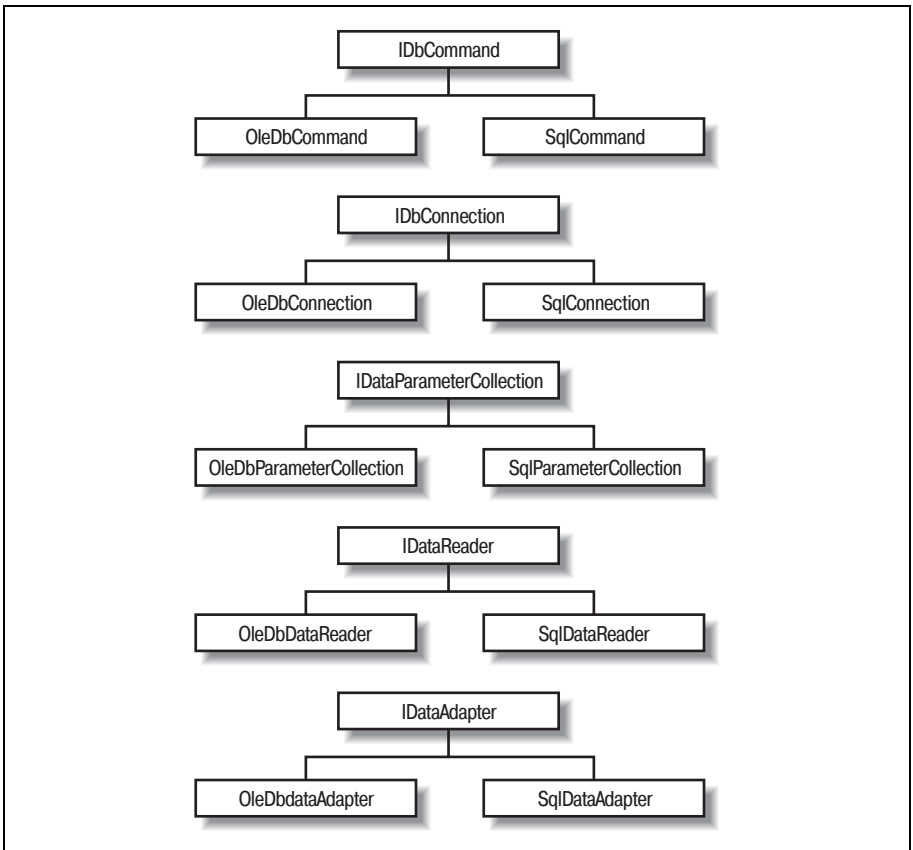 IDbCommand
OleDbCommand
SqlCommand
IDbConnection
OleDbConnection
SqlConnection
IDataParameterCollection
OleDbParameterCollection
SqlParameterCollection
IDataReader
OleDbDataReader
SqlDataReader
IDataAdapter
OleDbdataAdapter
SqlDataAdapter